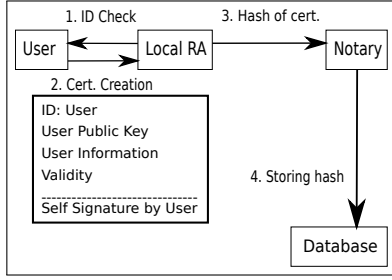 1. ID Check
3. Hash of cert.
User
Local RA
Notary
2. Cert. Creation
ID: User
User Public Key
User Information
Validity
--------------------------------
Self Signature by User
4. Storing hash
Database